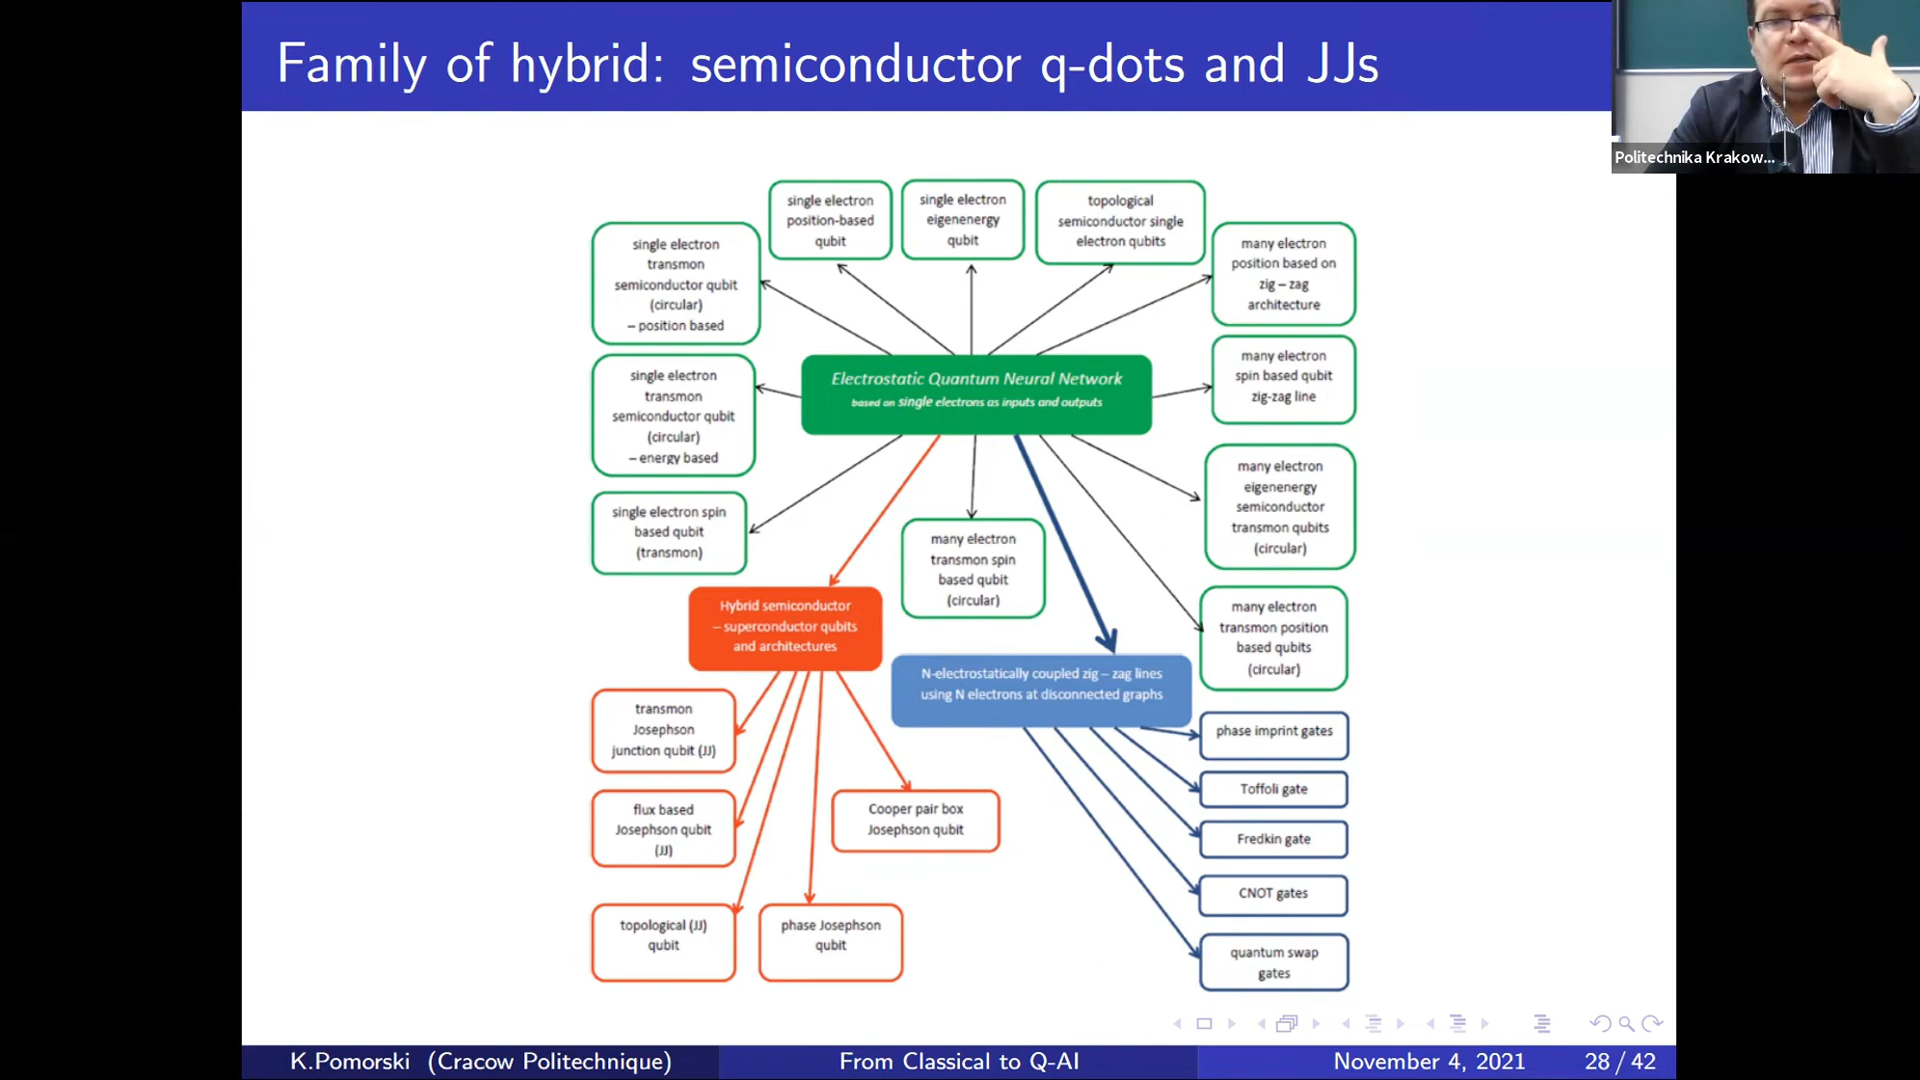 Family of hybrid: semiconductor q-dots and JJs
Politechnika Krakow...
single electron
position-based
qubit
single electron
eigenenergy
qubit
topological
semiconductor single
electron qubits
single electron
transmon
semiconductor qubit
(circular)
– position based
many electron
position based on
zig – zag
architecture
Electrostatic Quantum Neural Network
based on single electrons as inputs and outputs
single electron
transmon
semiconductor qubit
(circular)
– energy based
many electron
spin based qubit
zig-zag line
single electron spin
based qubit
(transmon)
many electron
transmon spin
based qubit
(circular)
many electron
eigenenergy
semiconductor
transmon qubits
(circular)
Hybrid semiconductor
– superconductor qubits
and architectures
many electron
transmon position
based qubits
(circular)
N-electrostatically coupled zig – zag lines
using N electrons at disconnected graphs
transmon
Josephson
junction qubit (JJ)
flux based
Josephson qubit
(JJ)
Cooper pair box
Josephson qubit
topological (JJ)
qubit
phase Josephson
qubit
phase imprint gates
Toffoli gate
Fredkin gate
CNOT gates
quantum swap
gates
K.Pomorski (Cracow Politechnique)
From Classical to Q-AI
November 4, 2021
28 / 42